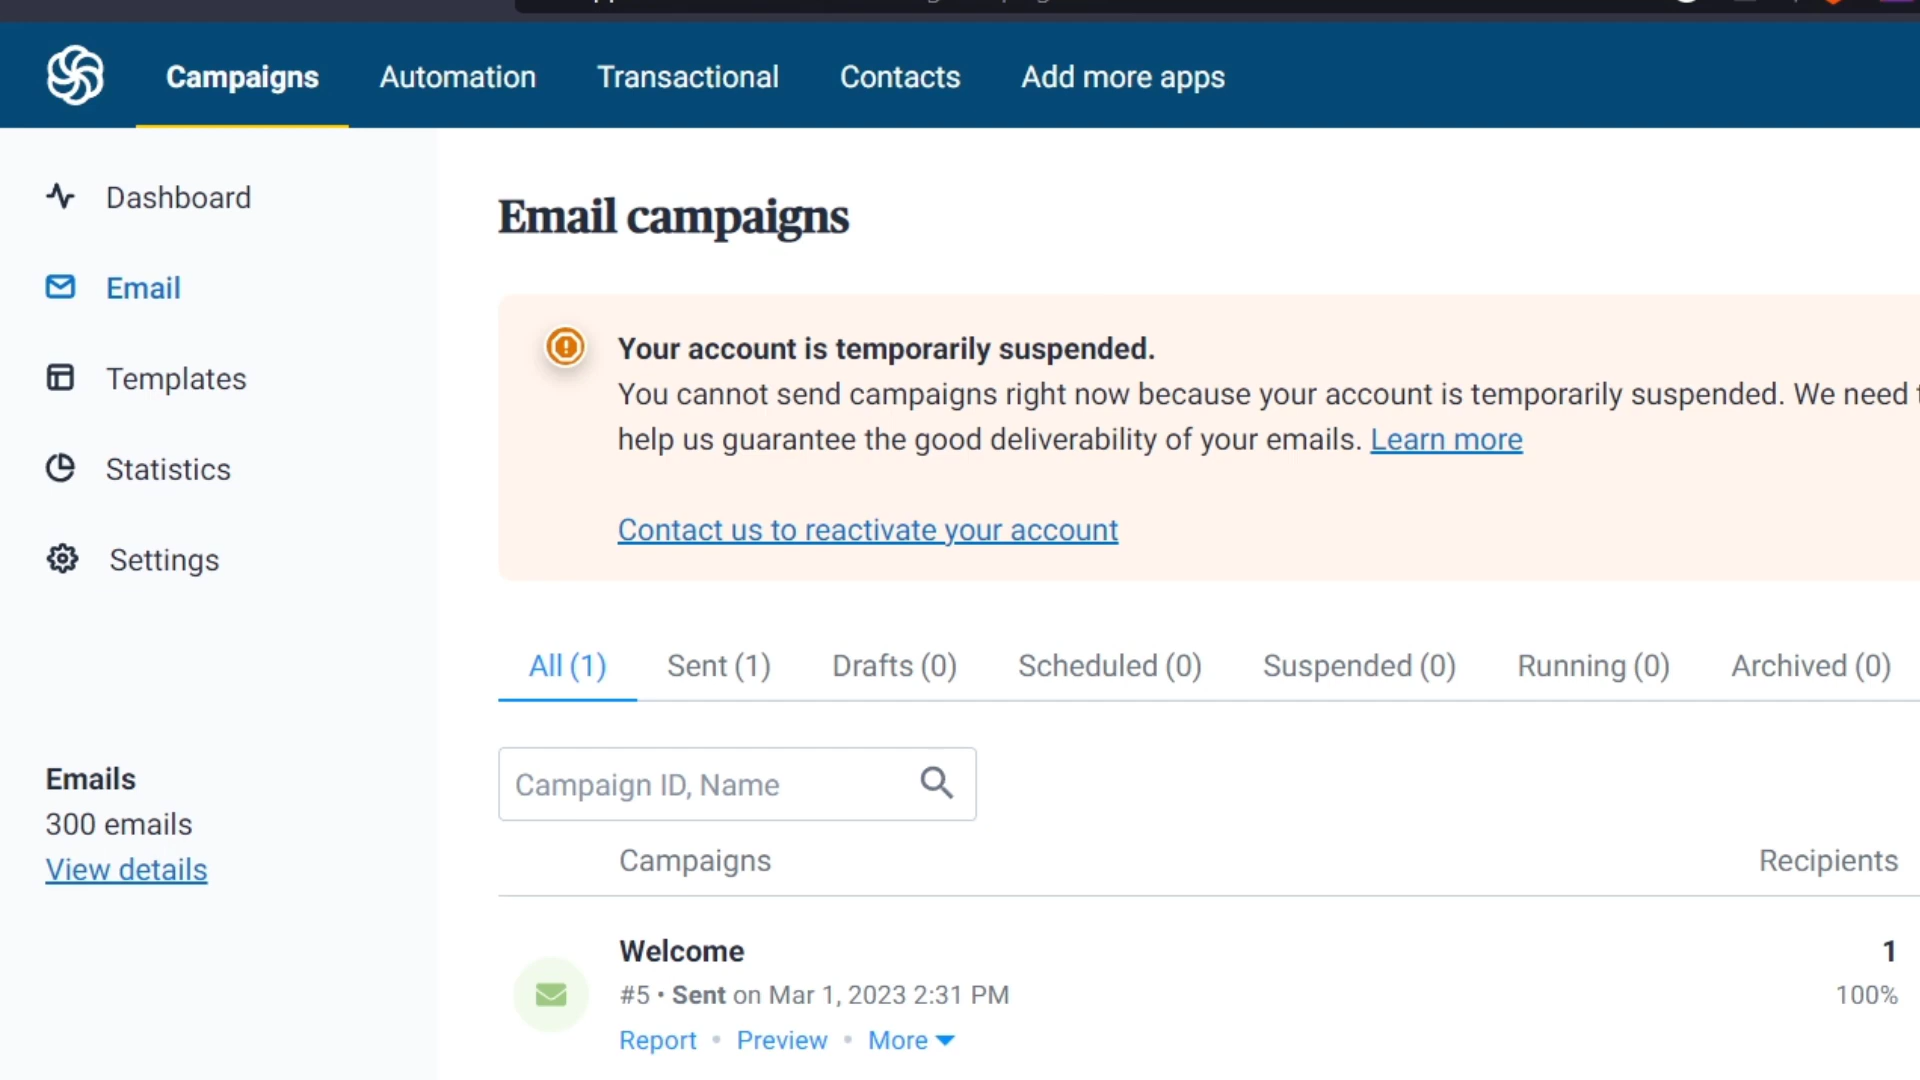 Campaigns Automation Transactional Contacts Add more apps
Dashboard
Email
Templates
Statistics
Settings
Emails
300 emails
View details
Email campaigns
Your account is temporarily suspended.
You cannot send campaigns right now because your account is temporarily suspended. We need
help us guarantee the good deliverability of your emails. Learn more
Contact us to reactivate your account
All (1) Sent (1) Drafts (0) Scheduled (0) Suspended (0) Running (0) Archived (0)
Campaign ID, Name
Campaigns Recipients
Welcome 1
#5 • Sent on Mar 1, 2023 2:31 PM 100%
Report • Preview • More